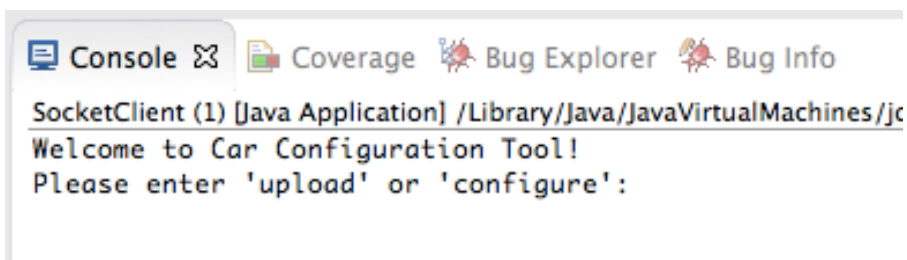 Console Coverage Bug Explorer Bug Info
SocketClient (1) [Java Application] /Library/Java/JavaVirtualMachines/
Welcome to Car Configuration Tool!
Please enter 'upload' or 'configure':